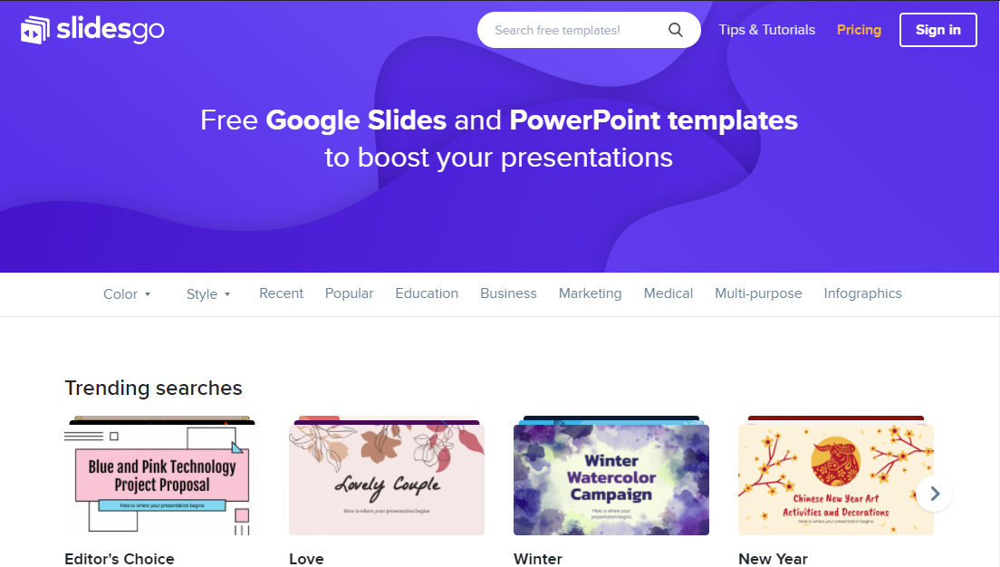 slidesgo
Search free templates!
Tips & Tutorials
Pricing
Sign in
Free Google Slides and PowerPoint templates
to boost your presentations
Color
Style
Recent
Popular
Education
Business
Marketing
Medical
Multi-purpose
Infographics
Trending searches
Blue and Pink Technology
Project Proposal
Here is where your presentation begins
Editor's Choice
Lovely Couple
Here is where your presentation begins
Love
Winter
Watercolor
Campaign
Here is where your
presentation begins
Winter
Chinese New Year Art
Activities and Decorations
Here is where your presentation begins
New Year